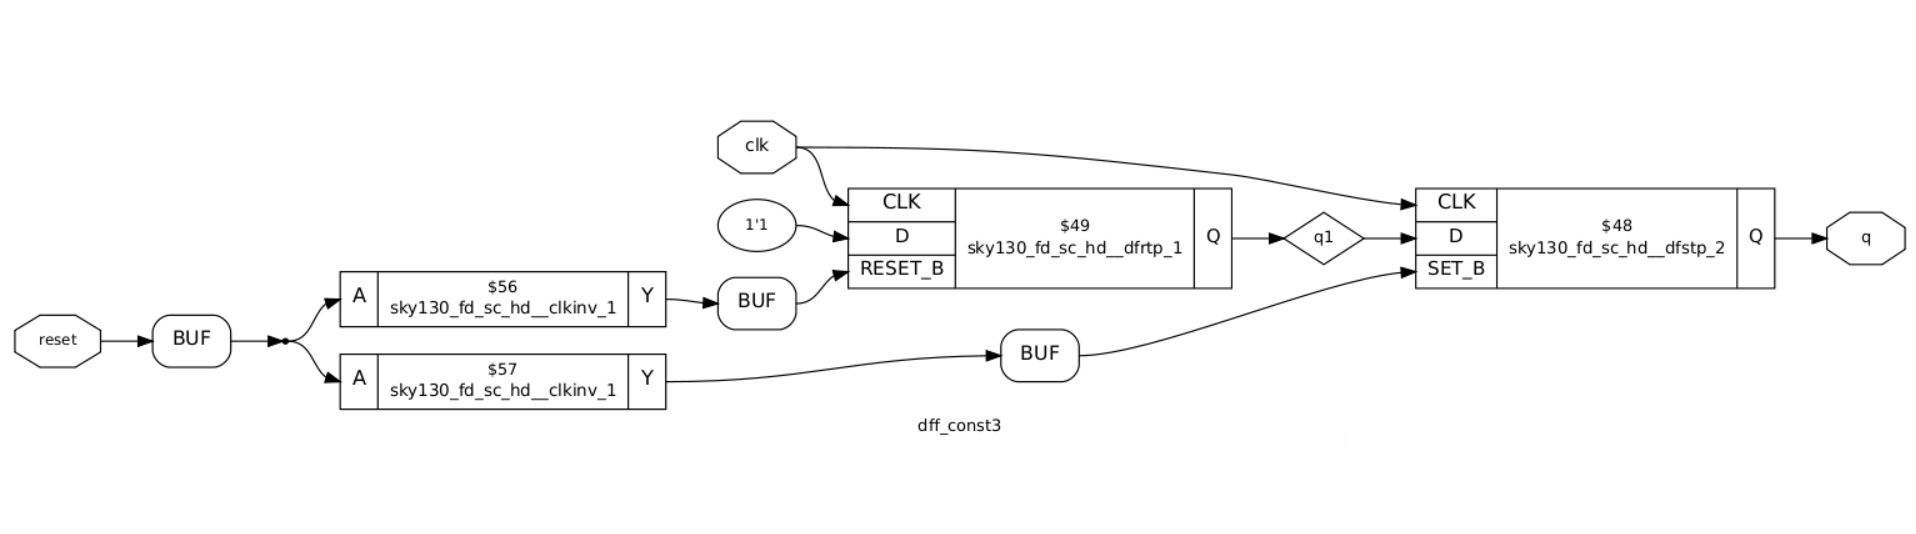 clk
1'1
CLK
D
RESET_B
$49
sky130_fd_sc_hd__dfrtp_1
Q
q1
CLK
D
SET_B
$48
sky130_fd_sc_hd__dfstp_2
Q
q
reset
BUF
A
$56
sky130_fd_sc_hd__clkinv_1
Y
BUF
A
$57
sky130_fd_sc_hd__clkinv_1
Y
BUF
dff_const3